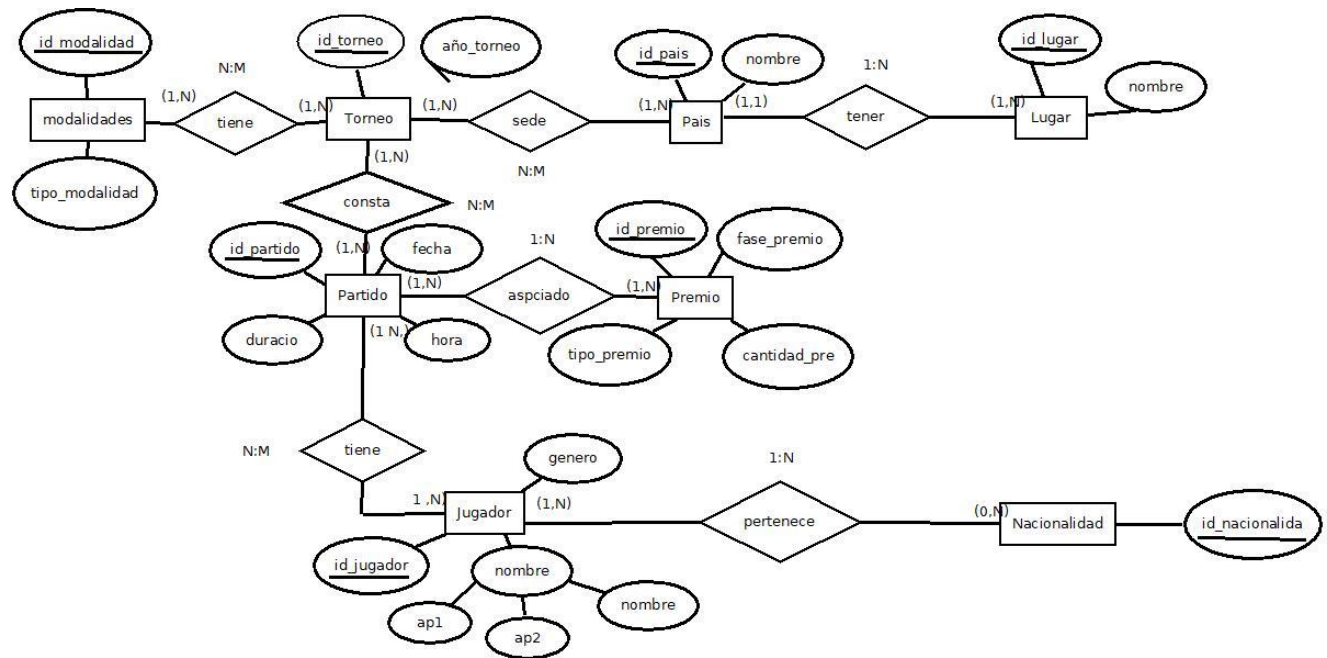 id_modalidad
id_torneo
año_torneo
id_pais
nombre
id_lugar
nombre
N:M
1:N
(1,N)
(1,N)
(1,N)
(1,N)
(1,1)
(1,N)
modalidades
tiene
Torneo
sede
Pais
tener
Lugar
(1,N)
N:M
tipo_modalidad
consta
N:M
id_partido
(1,N)
fecha
1:N
id_premio
fase_premio
(1,N)
(1,N)
Partido
aspciado
Premio
duracio
(1 N,)
hora
tipo_premio
cantidad_pre
N:M
tiene
genero
1:N
1 ,N)
(1,N)
(0,N)
Jugador
pertenece
Nacionalidad
id_nacionalida
id_jugador
nombre
nombre
ap1
ap2